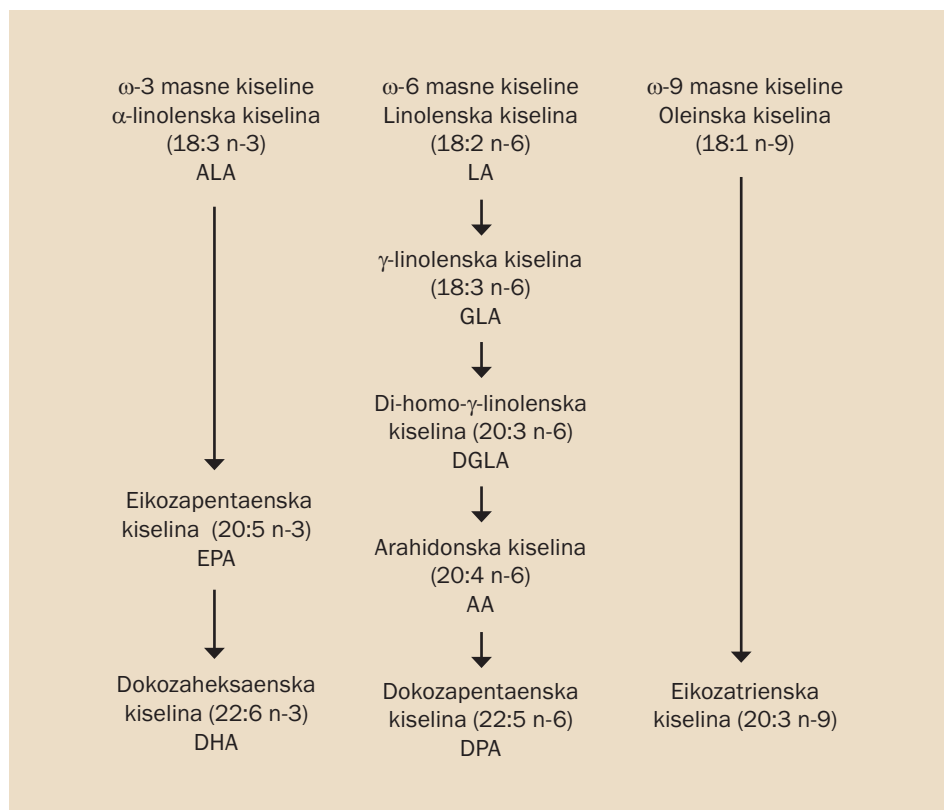 ω-3 masne kiseline
α-linolenska kiselina
(18:3 n-3)
ALA
Eikozapentaenska
kiselina (20:5 n-3)
EPA
Dokozaheksaenska
kiselina (22:6 n-3)
DHA
ω-6 masne kiseline
Linolenska kiselina
(18:2 n-6)
LA
γ-linolenska kiselina
(18:3 n-6)
GLA
Di-homo-γ-linolenska
kiselina (20:3 n-6)
DGLA
Arahidonska kiselina
(20:4 n-6)
AA
Dokozapentaenska
kiselina (22:5 n-6)
DPA
ω-9 masne kiseline
Oleinska kiselina
(18:1 n-9)
Eikozatrienska
kiselina (20:3 n-9)